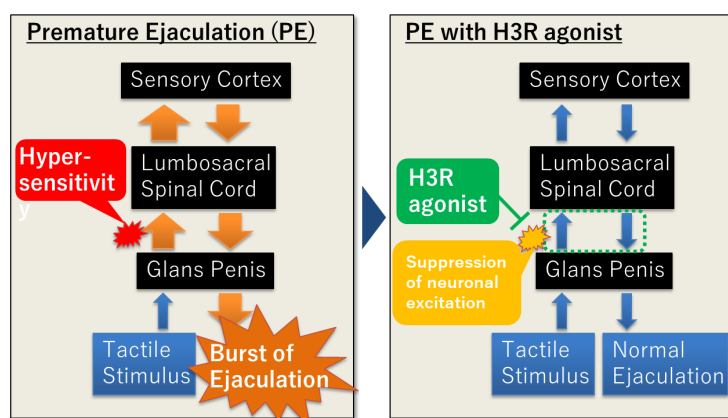 Premature Ejaculation (PE)
Sensory Cortex
Hyper-
sensitivit
y
Lumbosacral
Spinal Cord
Glans Penis
Tactile
Stimulus
Burst of
Ejaculation
PE with H3R agonist
Sensory Cortex
Lumbosacral
Spinal Cord
H3R
agonist
Suppression
of neuronal
excitation
Glans Penis
Tactile
Stimulus
Normal
Ejaculation